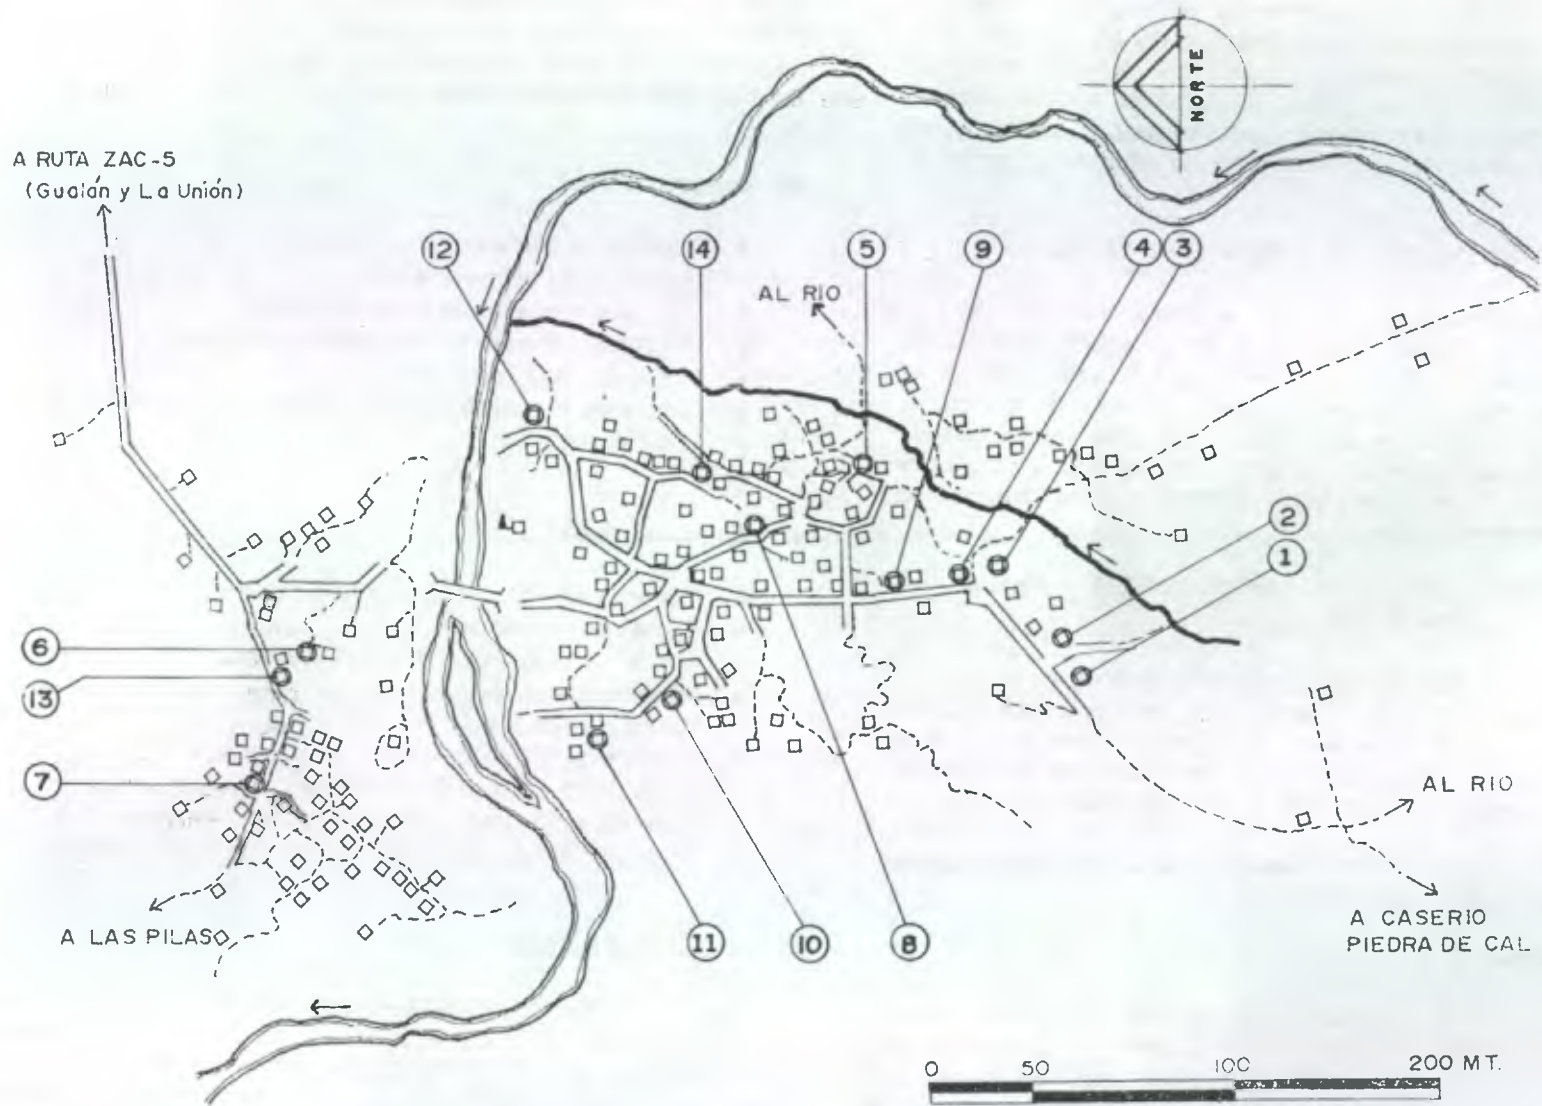 NORTE
A RUTA ZAC-5
(Gualán y La Unión)
12
14
5
9
4
3
AL RIO
2
1
6
13
7
AL RIO
A LAS PILAS
11
10
8
A CASERIO
PIEDRA DE CAL
0 50 100 200 MT.